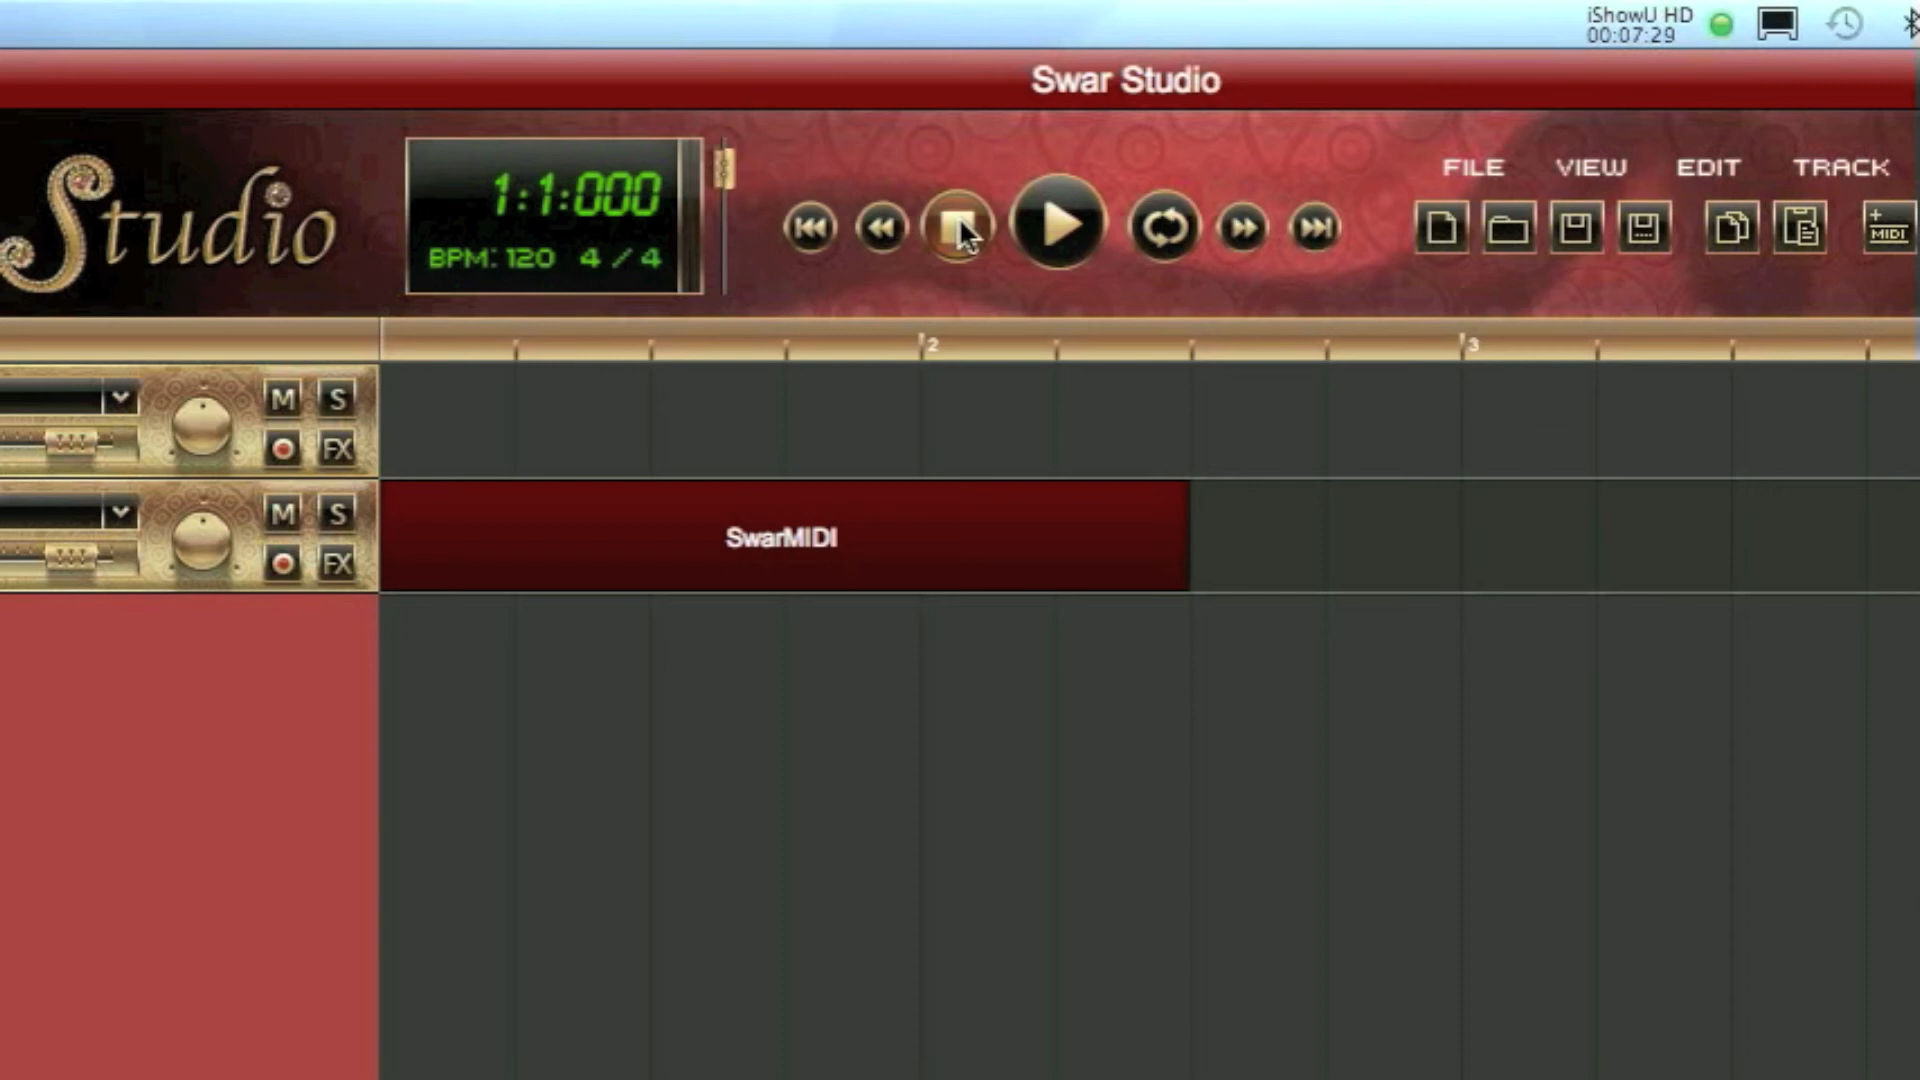 iShowU HD
00:07:29
Swar Studio
Studio
1:1:000
BPM: 120 4 / 4
FILE VIEW EDIT TRACK
+
MIDI
2 3
M S
FX
M S
FX
SwarMIDI